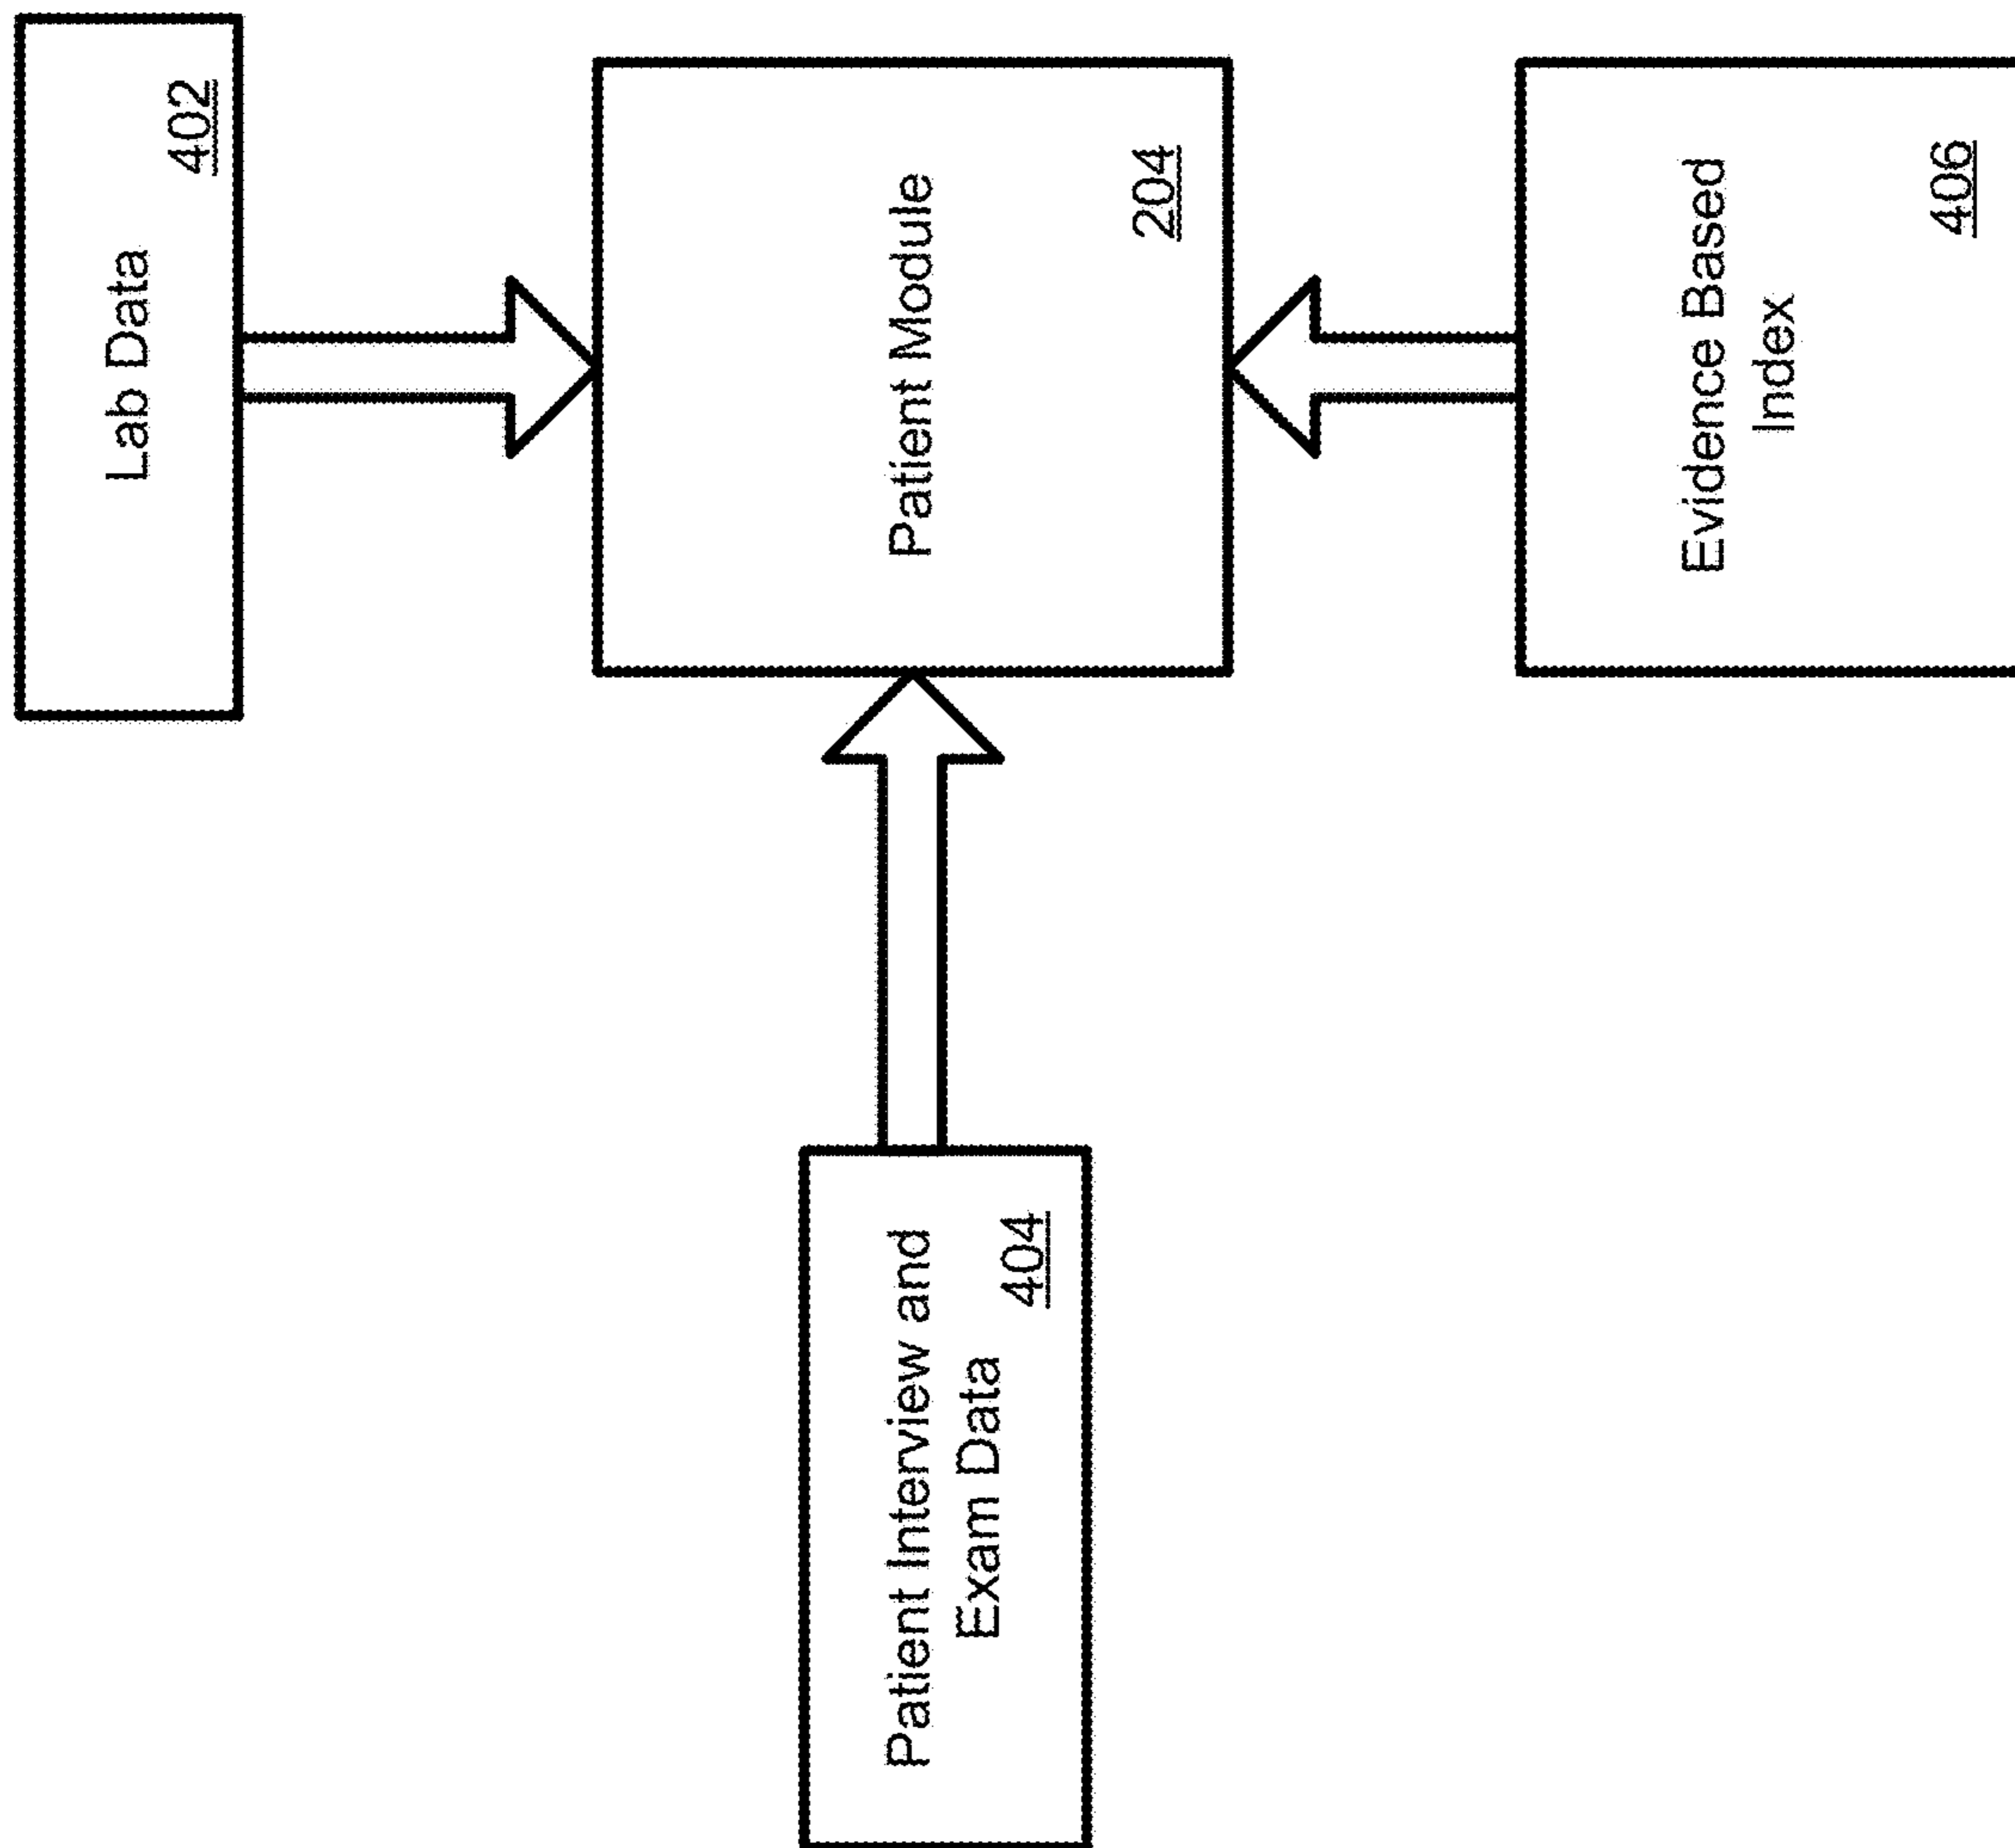 Lab Data
402
Patient Interview and
Exam Data
404
Patient Module
204
Evidence Based
Index
406